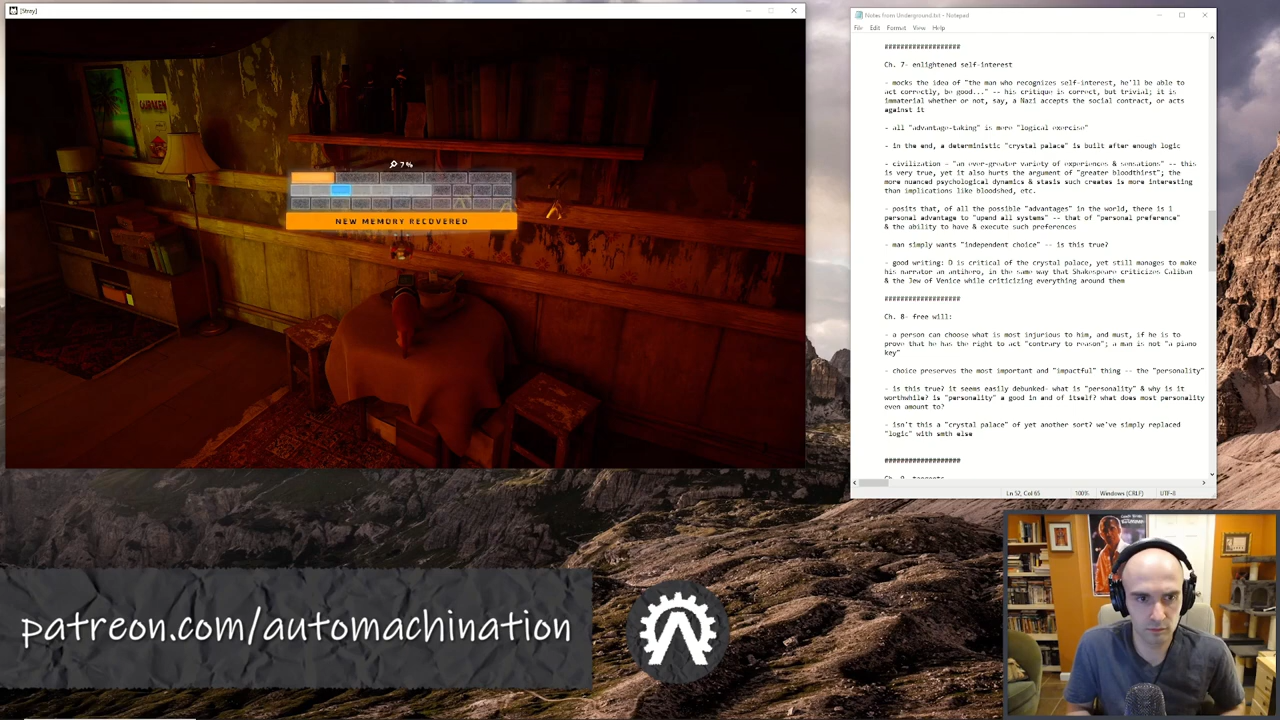 [Stray]
7%
NEW MEMORY RECOVERED
Notes from Underground.txt - Notepad
File Edit Format View Help
###################
Ch. 7- enlightened self-interest
- mocks the idea of "the man who recognizes self-interest, he'll be able to
act correctly, be good..." -- his critique is correct, but trivial; it is
immaterial whether or not, say, a Nazi accepts the social contract, or acts
against it
- all "advantage-taking" is mere "logical exercise"
- in the end, a deterministic "crystal palace" is built after enough logic
- civilization - "an ever-greater variety of experiences & sensations" -- this
is very true, yet it also hurts the argument of "greater bloodthirst"; the
more nuanced psychological dynamics & stasis such creates is more interesting
than implications like bloodshed, etc.
- posits that, of all the possible "advantages" in the world, there is 1
personal advantage to "upend all systems" -- that of "personal preference"
& the ability to have & execute such preferences
- man simply wants "independent choice" -- is this true?
- good writing: D is critical of the crystal palace, yet still manages to make
his narrator an antihero, in the same way that Shakespeare criticizes Caliban
& the Jew of Venice while criticizing everything around them
###################
Ch. 8- free will:
- a person can choose what is most injurious to him, and must, if he is to
prove that he has the right to act "contrary to reason"; a man is not "a piano
key"
- choice preserves the most important and "impactful" thing -- the "personality"
- is this true? it seems easily debunked- what is "personality" & why is it
worthwhile? is "personality" a good in and of itself? what does most personality
even amount to?
- isn't this a "crystal palace" of yet another sort? we've simply replaced
"logic" with smth else
###################
Ch. 9- tangents
Ln 52, Col 65 100% Windows (CRLF) UTF-8
patreon.com/automachination